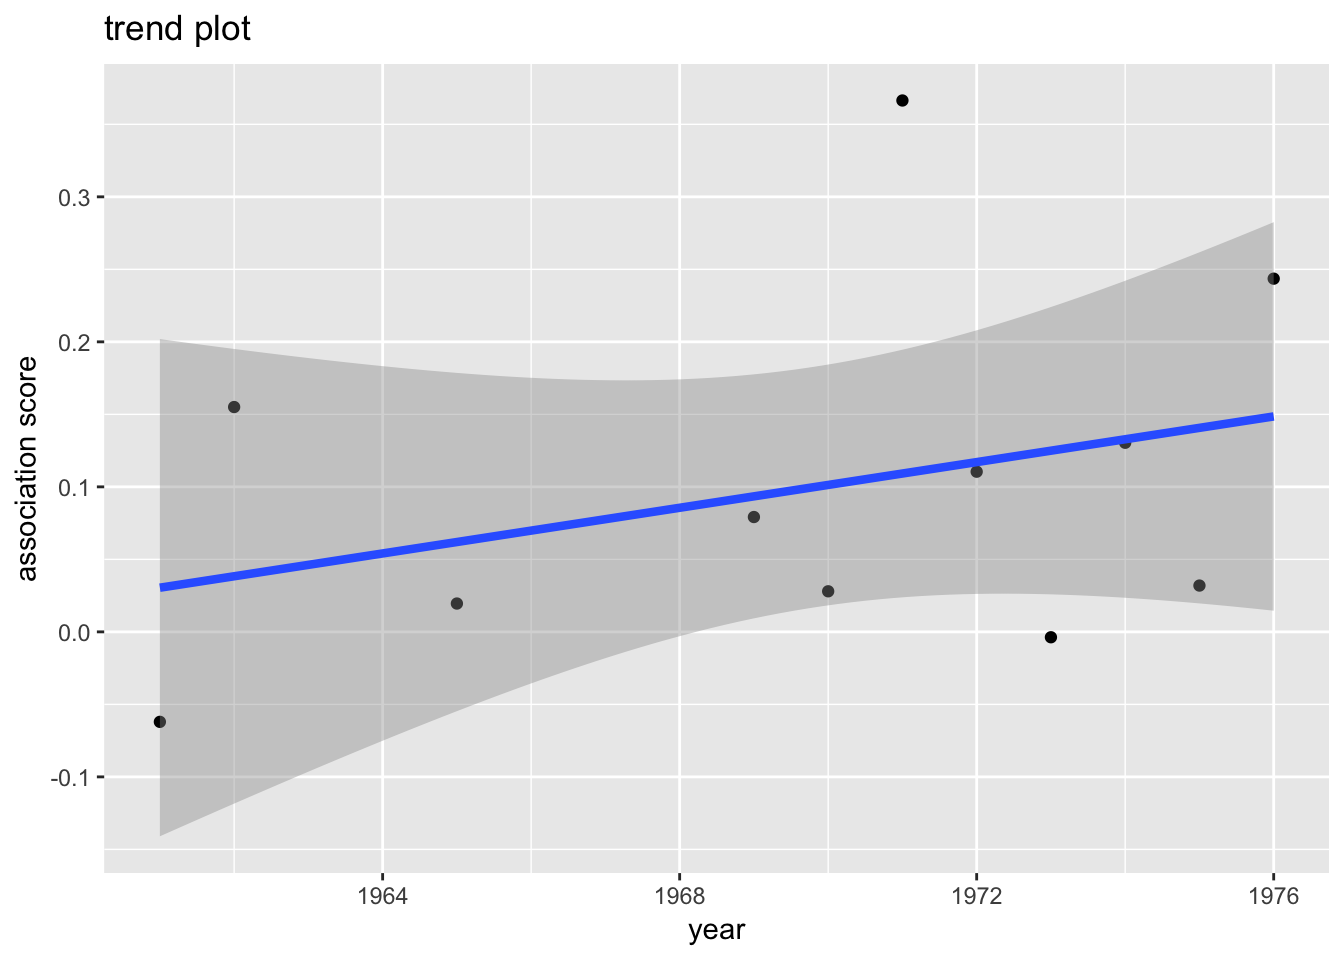 trend plot
association score
0.3
0.2
0.1
0.0
-0.1
1964 1968 1972 1976
year